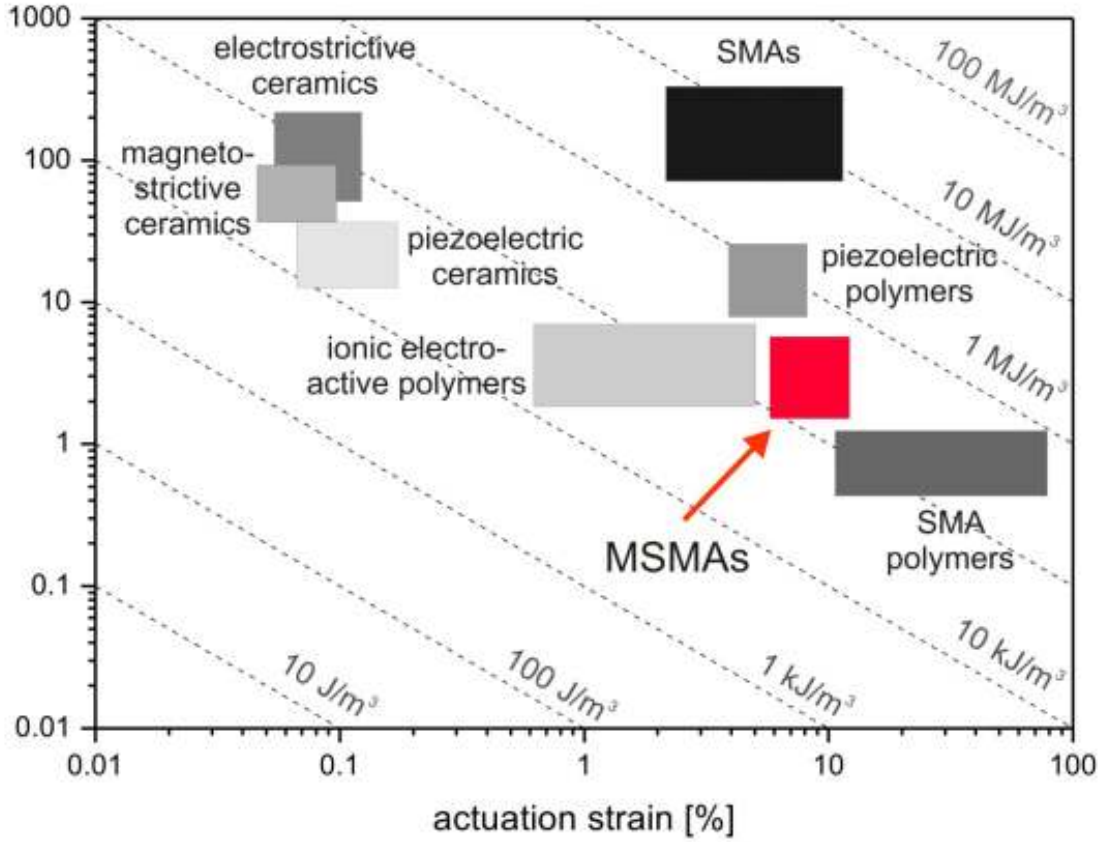 1000
100
10
1
0.1
0.01
electrostrictive
ceramics
SMAs
100 MJ/m³
magneto-
strictive
ceramics
10 MJ/m³
piezoelectric
ceramics
piezoelectric
polymers
1 MJ/m³
ionic electro-
active polymers
MSMAs
SMA
polymers
10 J/m³
100 J/m³
1 kJ/m³
10 kJ/m³
0.01
0.1
1
10
100
actuation strain [%]